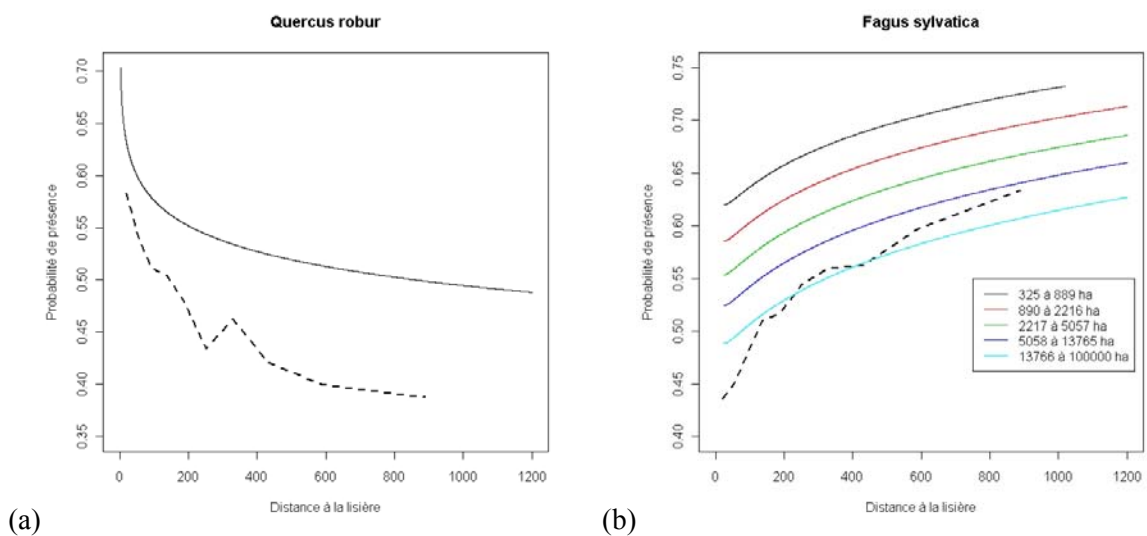 Quercus robur
Probabilité de présence
0.70
0.65
0.60
0.55
0.50
0.45
0.40
0.35
0 200 400 600 800 1000 1200
Distance à la lisière
(a)
Fagus sylvatica
Probabilité de présence
0.75
0.70
0.65
0.60
0.55
0.50
0.45
0.40
325 à 889 ha
890 à 2216 ha
2217 à 5057 ha
5058 à 13765 ha
13766 à 100000 ha
0 200 400 600 800 1000 1200
Distance à la lisière
(b)